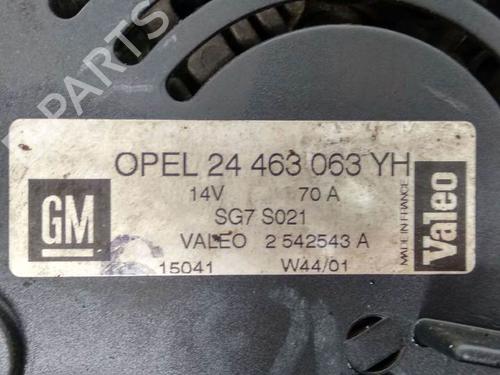 OPEL 24 463 063 YH
14V 70 A
SG7 S021
VALEO 2 542543 A
15041 W44/01
GM
MADE IN FRANCE
Valeo
B-PARTS